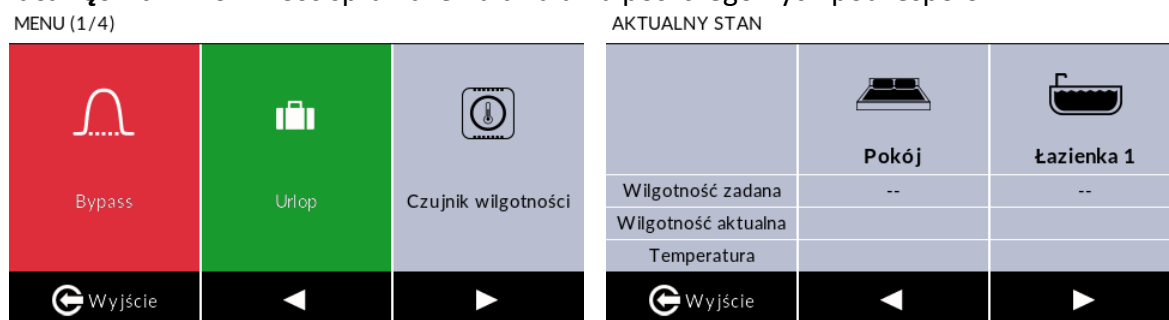 MENU (1/4)
Bypass
Urlop
Czujnik wilgotności
Wyjście
AKTUALNY STAN
Pokój
Łazienka 1
Wilgotność zadana -- --
Wilgotność aktualna
Temperatura
Wyjście